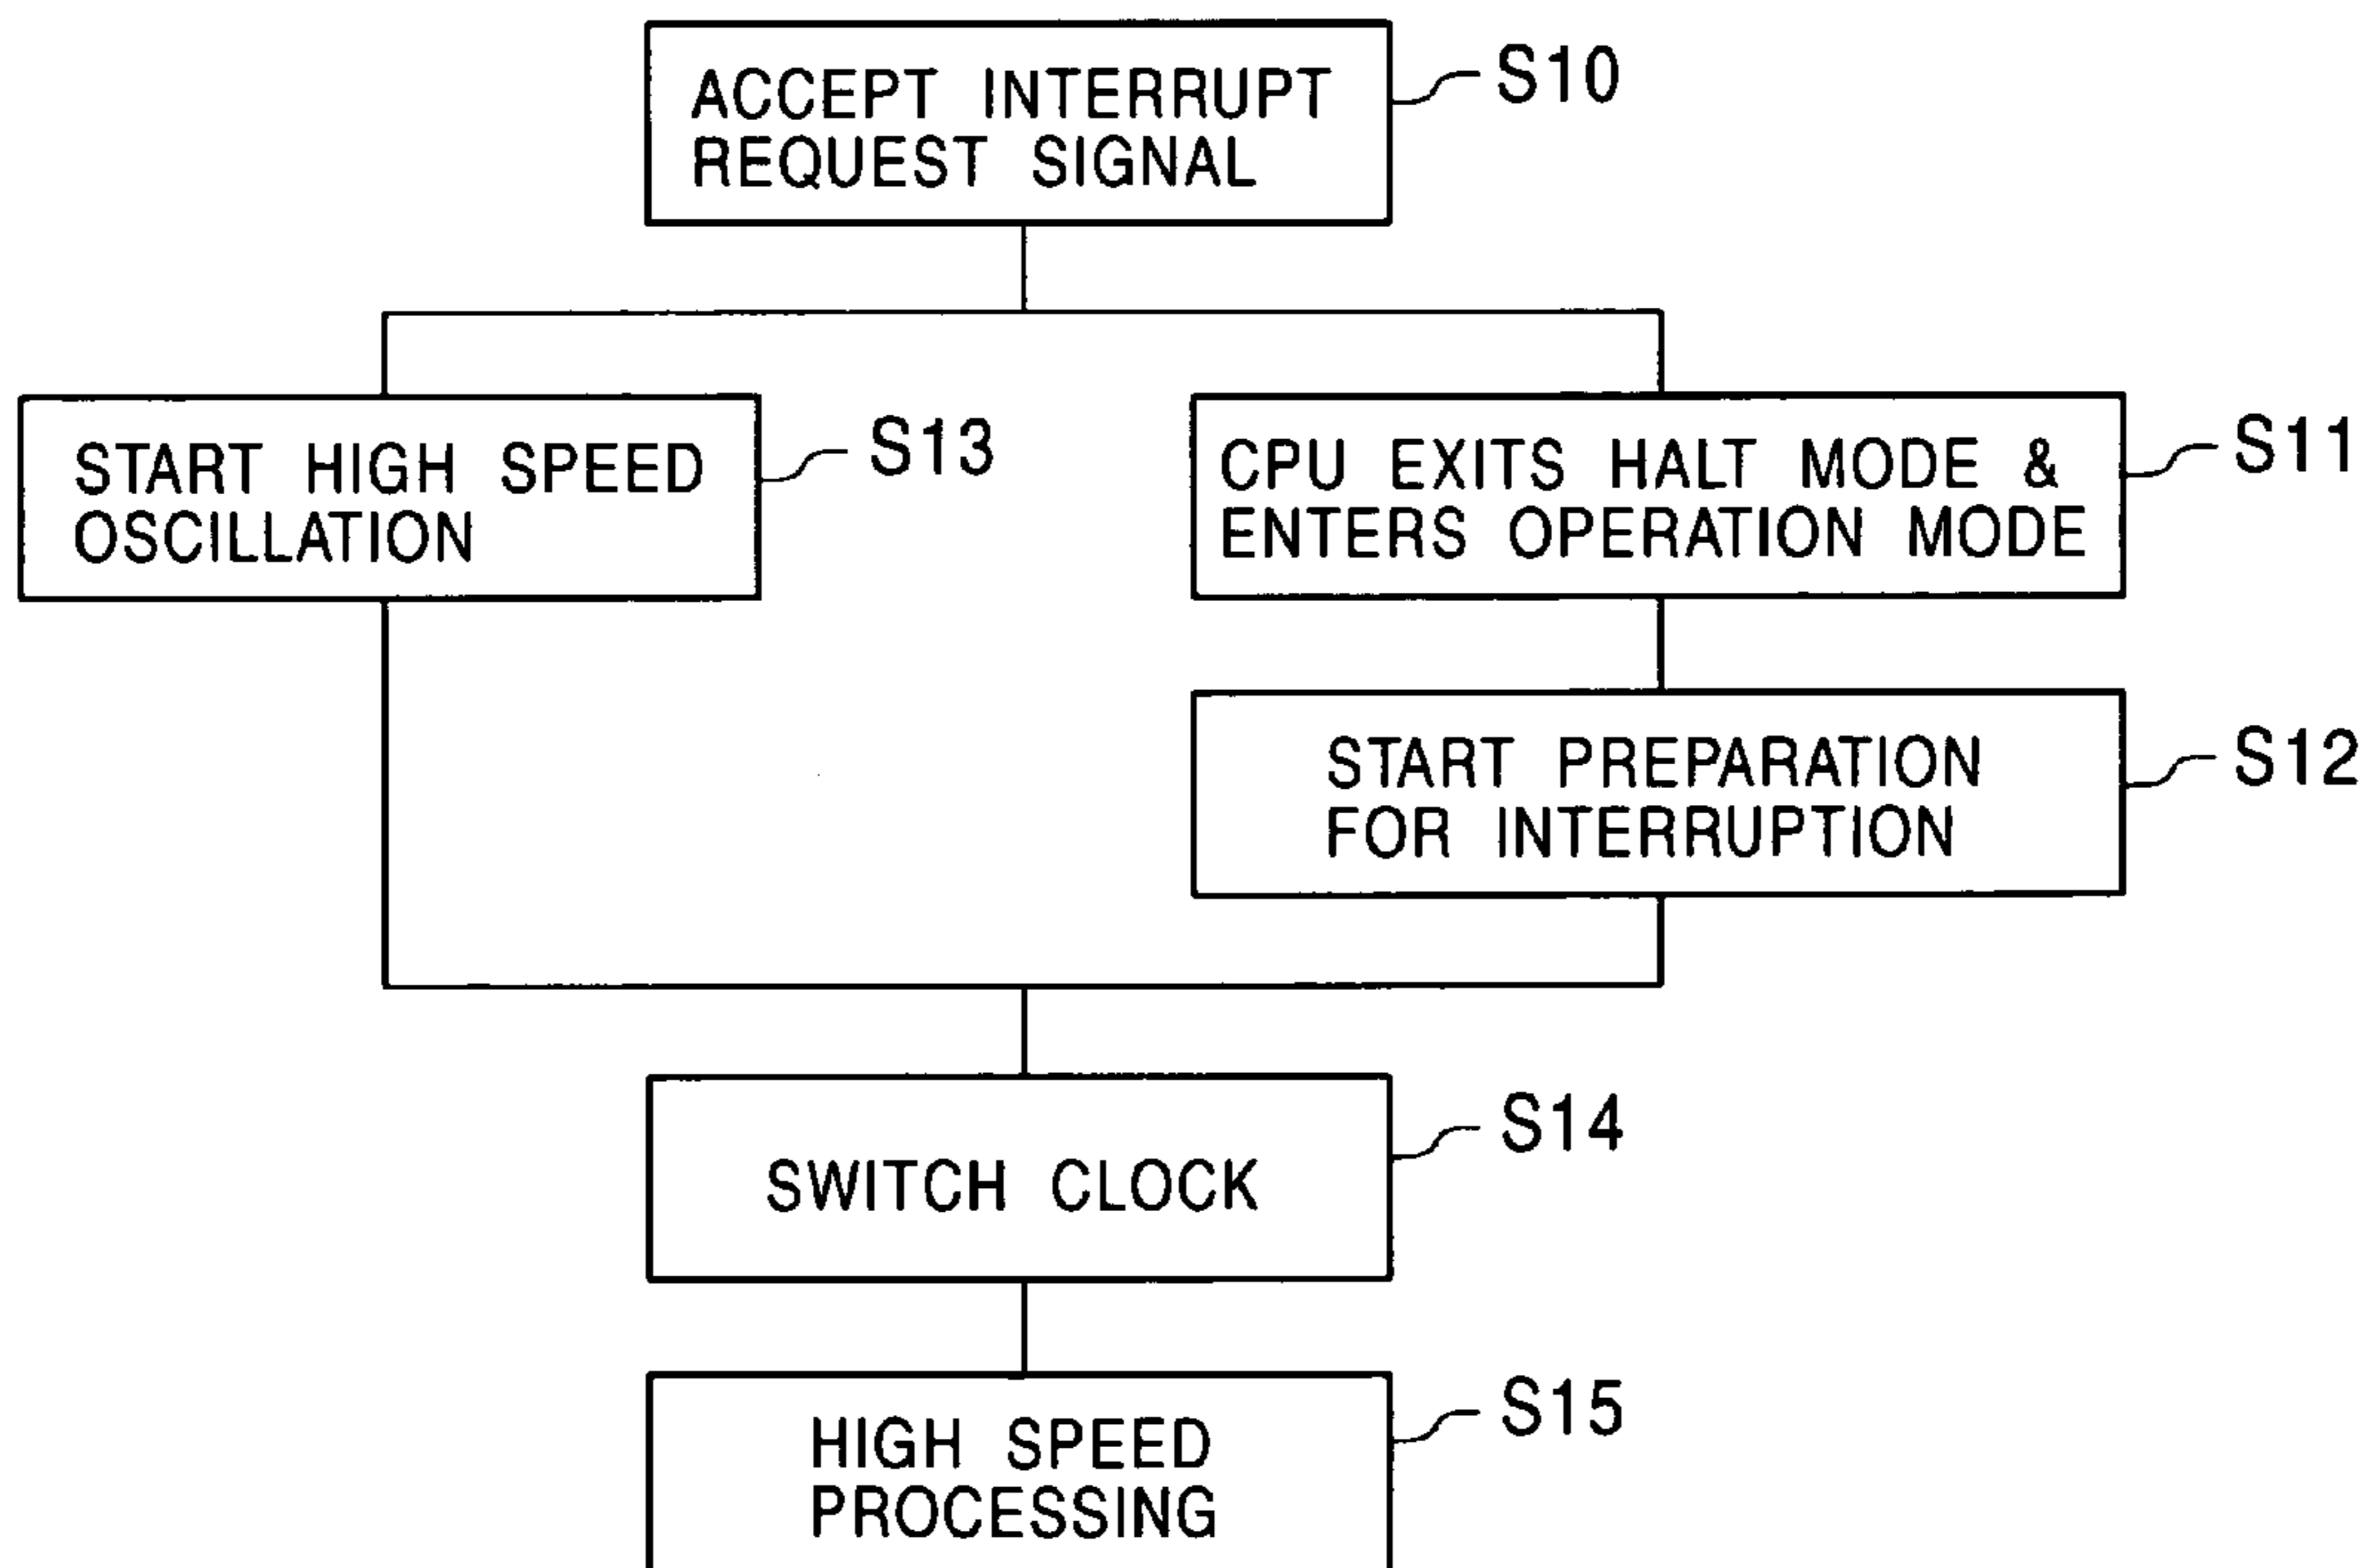 ACCEPT INTERRUPT
REQUEST SIGNAL
S10
START HIGH SPEED
OSCILLATION
S13
CPU EXITS HALT MODE &
ENTERS OPERATION MODE
S11
START PREPARATION
FOR INTERRUPTION
S12
SWITCH CLOCK
S14
HIGH SPEED
PROCESSING
S15